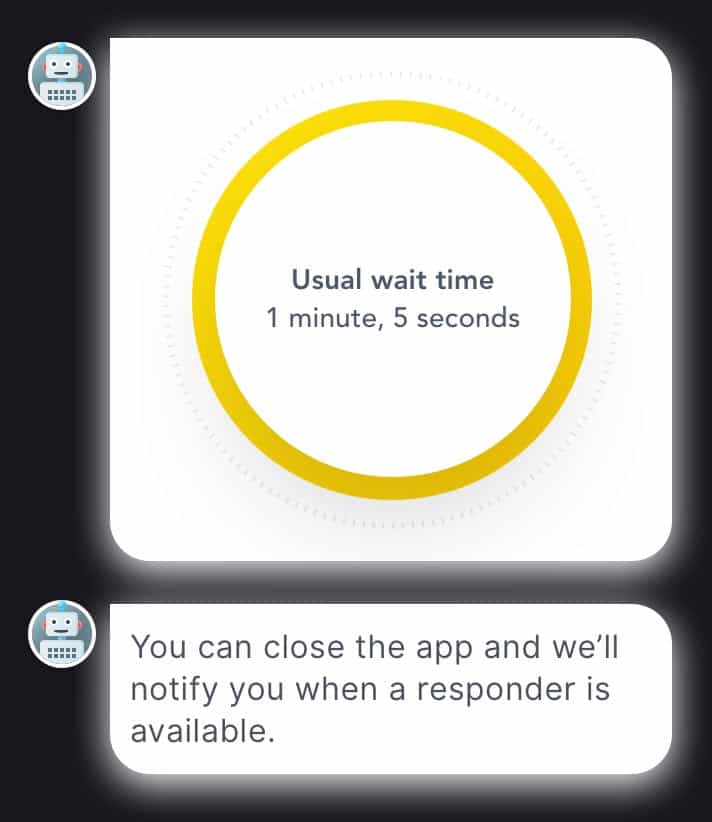 Usual wait time
1 minute, 5 seconds
You can close the app and we’ll
notify you when a responder is
available.